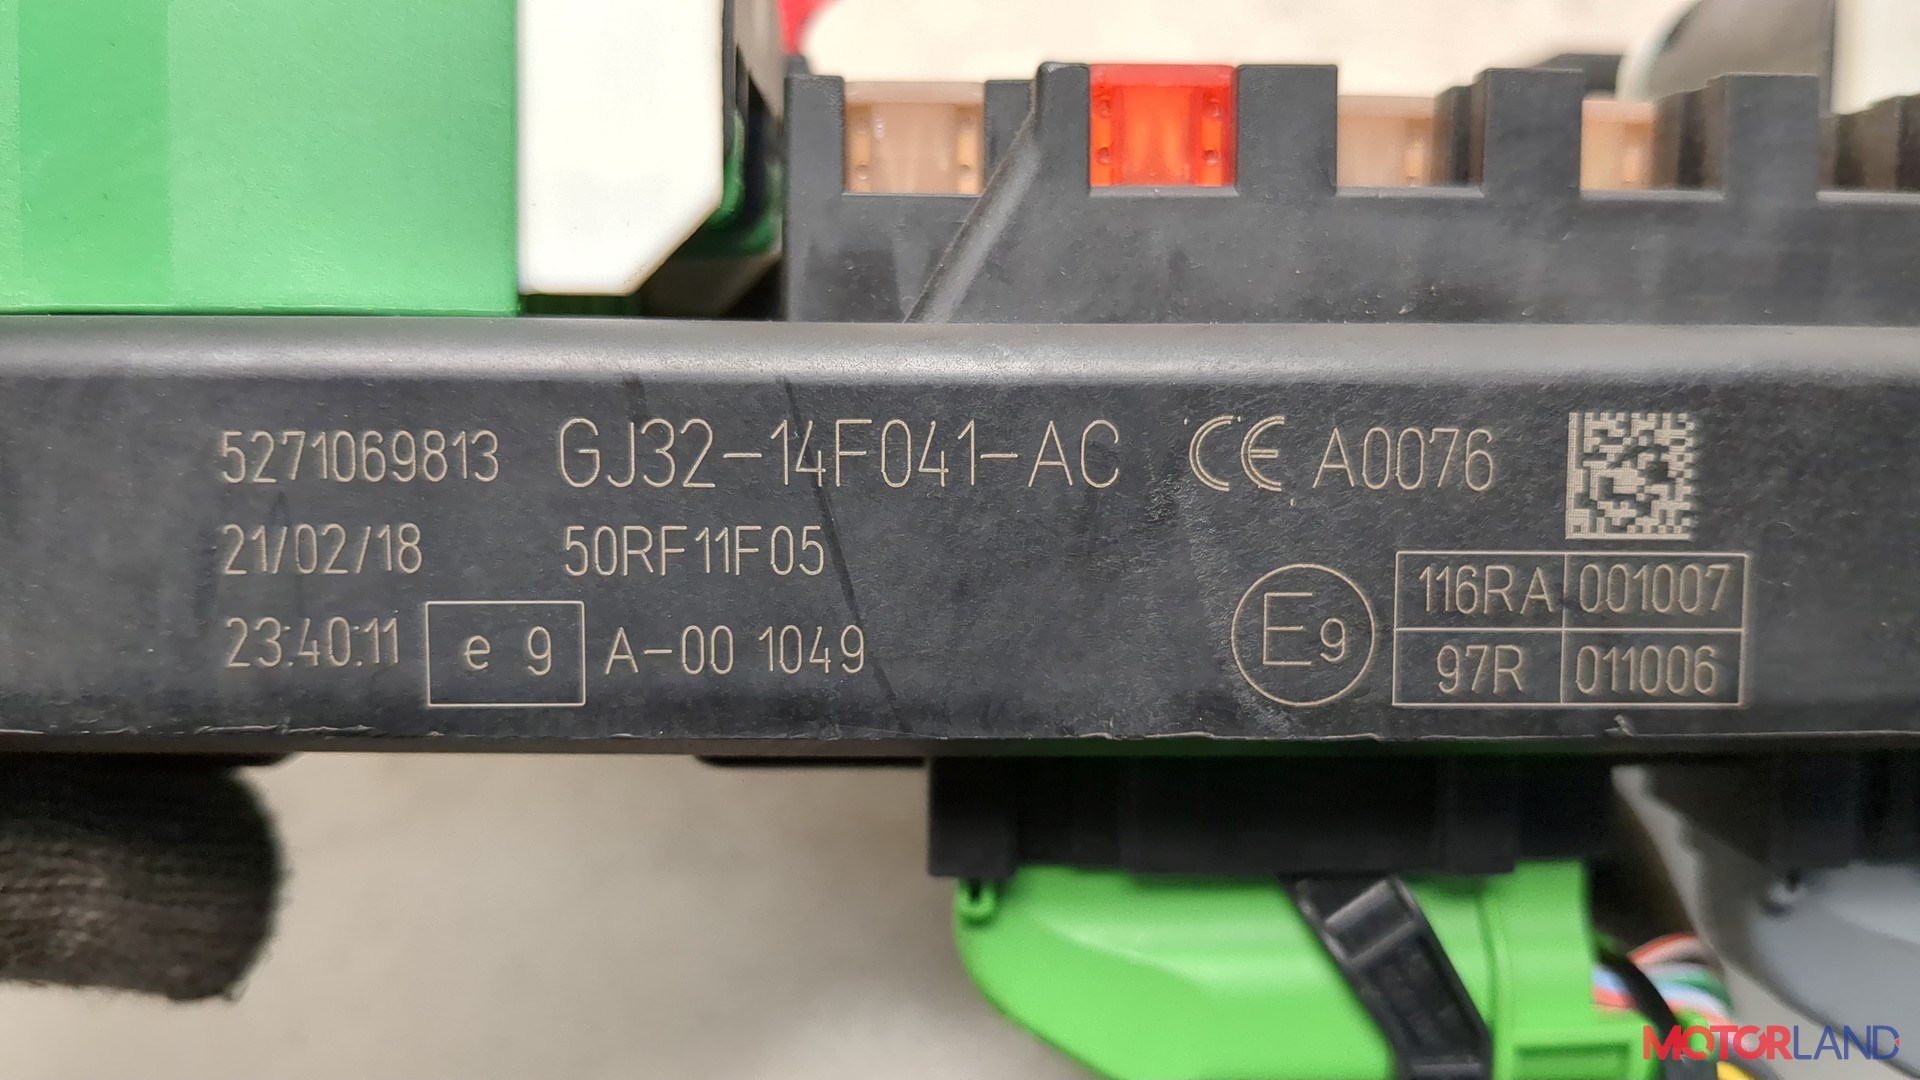 5271069813 GJ32-14F041-AC CE A0076
21/02/18 50RF11F05
23:40:11 e 9 A-00 1049
E9 116RA 001007
97R 011006
MOTORLAND